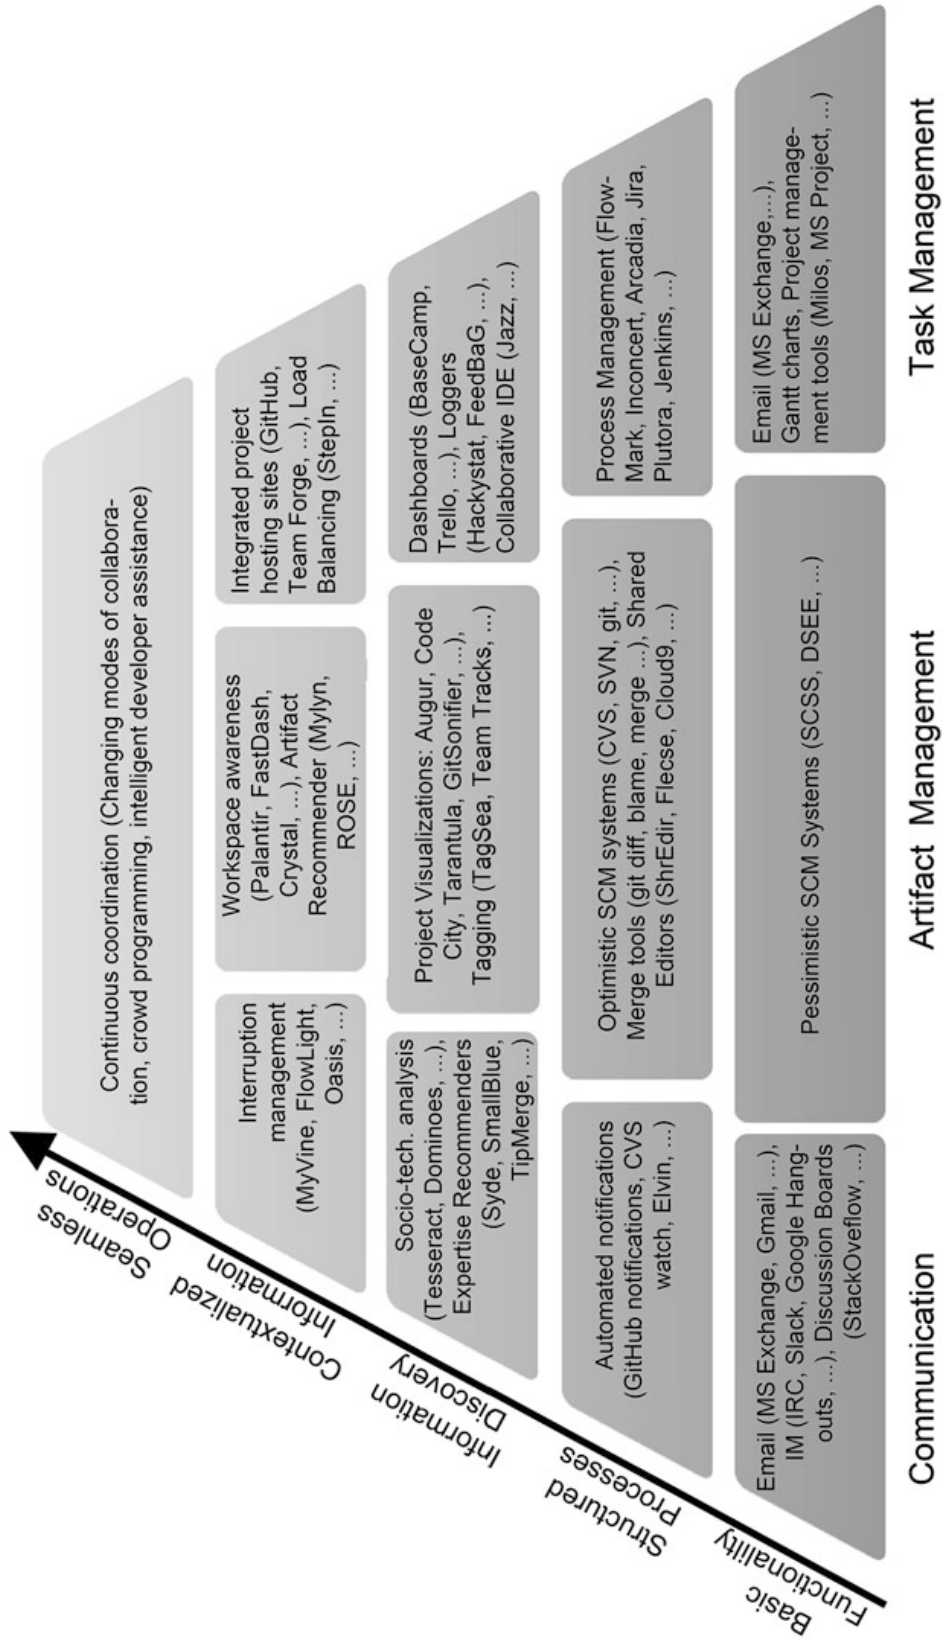 Continuous coordination (Changing modes of collabora-
tion, crowd programming, intelligent developer assistance)
Seamless
Operations
Interruption
management
(MyVine, FlowLight,
Oasis, ...)
Workspace awareness
(Palantír, FastDash,
Crystal, ...), Artifact
Recommender (Mylyn,
ROSE, ...)
Integrated project
hosting sites (GitHub,
Team Forge, ...), Load
Balancing (StepIn, ...)
Contextualized
Information
Socio-tech. analysis
(Tesseract, Dominoes, ...),
Expertise Recommenders
(Syde, SmallBlue,
TipMerge, ...)
Project Visualizations: Augur, Code
City, Tarantula, GitSonifier, ...),
Tagging (TagSea, Team Tracks, ...)
Dashboards (BaseCamp,
Trello, ...), Loggers
(Hackystat, FeedBaG, ...),
Collaborative IDE (Jazz, ...)
Information
Discovery
Automated notifications
(GitHub notifications, CVS
watch, Elvin, ...)
Optimistic SCM systems (CVS, SVN, git, ...),
Merge tools (git diff, blame, merge ...), Shared
Editors (ShrEdir, Flecse, Cloud9, ...)
Process Management (Flow-
Mark, Inconcert, Arcadia, Jira,
Plutora, Jenkins, ...)
Structured
Processes
Email (MS Exchange, Gmail, ...),
IM (IRC, Slack, Google Hang-
outs, ...), Discussion Boards
(StackOveflow, ...)
Pessimistic SCM Systems (SCSS, DSEE, ...)
Email (MS Exchange,...),
Gantt charts, Project manage-
ment tools (Milos, MS Project, ...)
Basic
Functionality
Communication
Artifact Management
Task Management